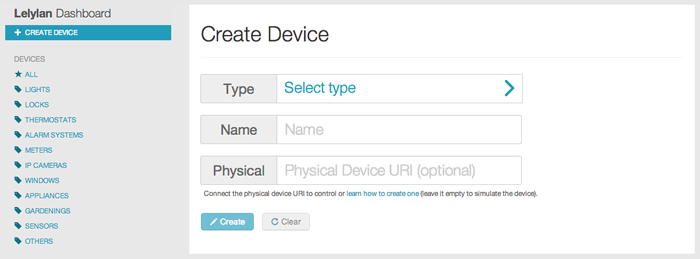 Lelylan Dashboard
CREATE DEVICE
DEVICES
ALL
LIGHTS
LOCKS
THERMOSTATS
ALARM SYSTEMS
METERS
IP CAMERAS
WINDOWS
APPLIANCES
GARDENINGS
SENSORS
OTHERS
Create Device
Type Select type
Name Name
Physical Physical Device URI (optional)
Connect the physical device URI to control or learn how to create one (leave it empty to simulate the device).
Create Clear